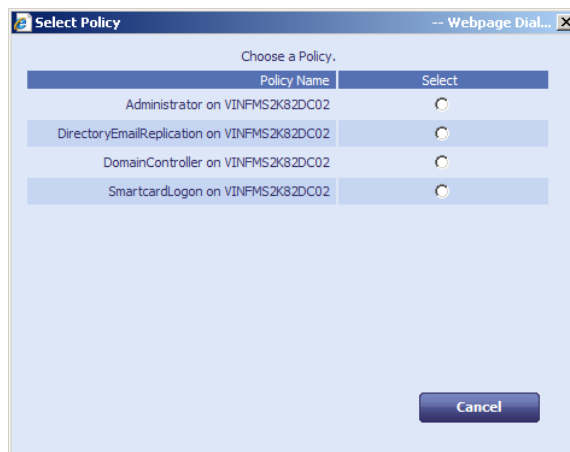 Select Policy -- Webpage Dial...
Choose a Policy.
Policy Name Select
Administrator on VINFMS2K82DC02
DirectoryEmailReplication on VINFMS2K82DC02
DomainController on VINFMS2K82DC02
SmartcardLogon on VINFMS2K82DC02
Cancel